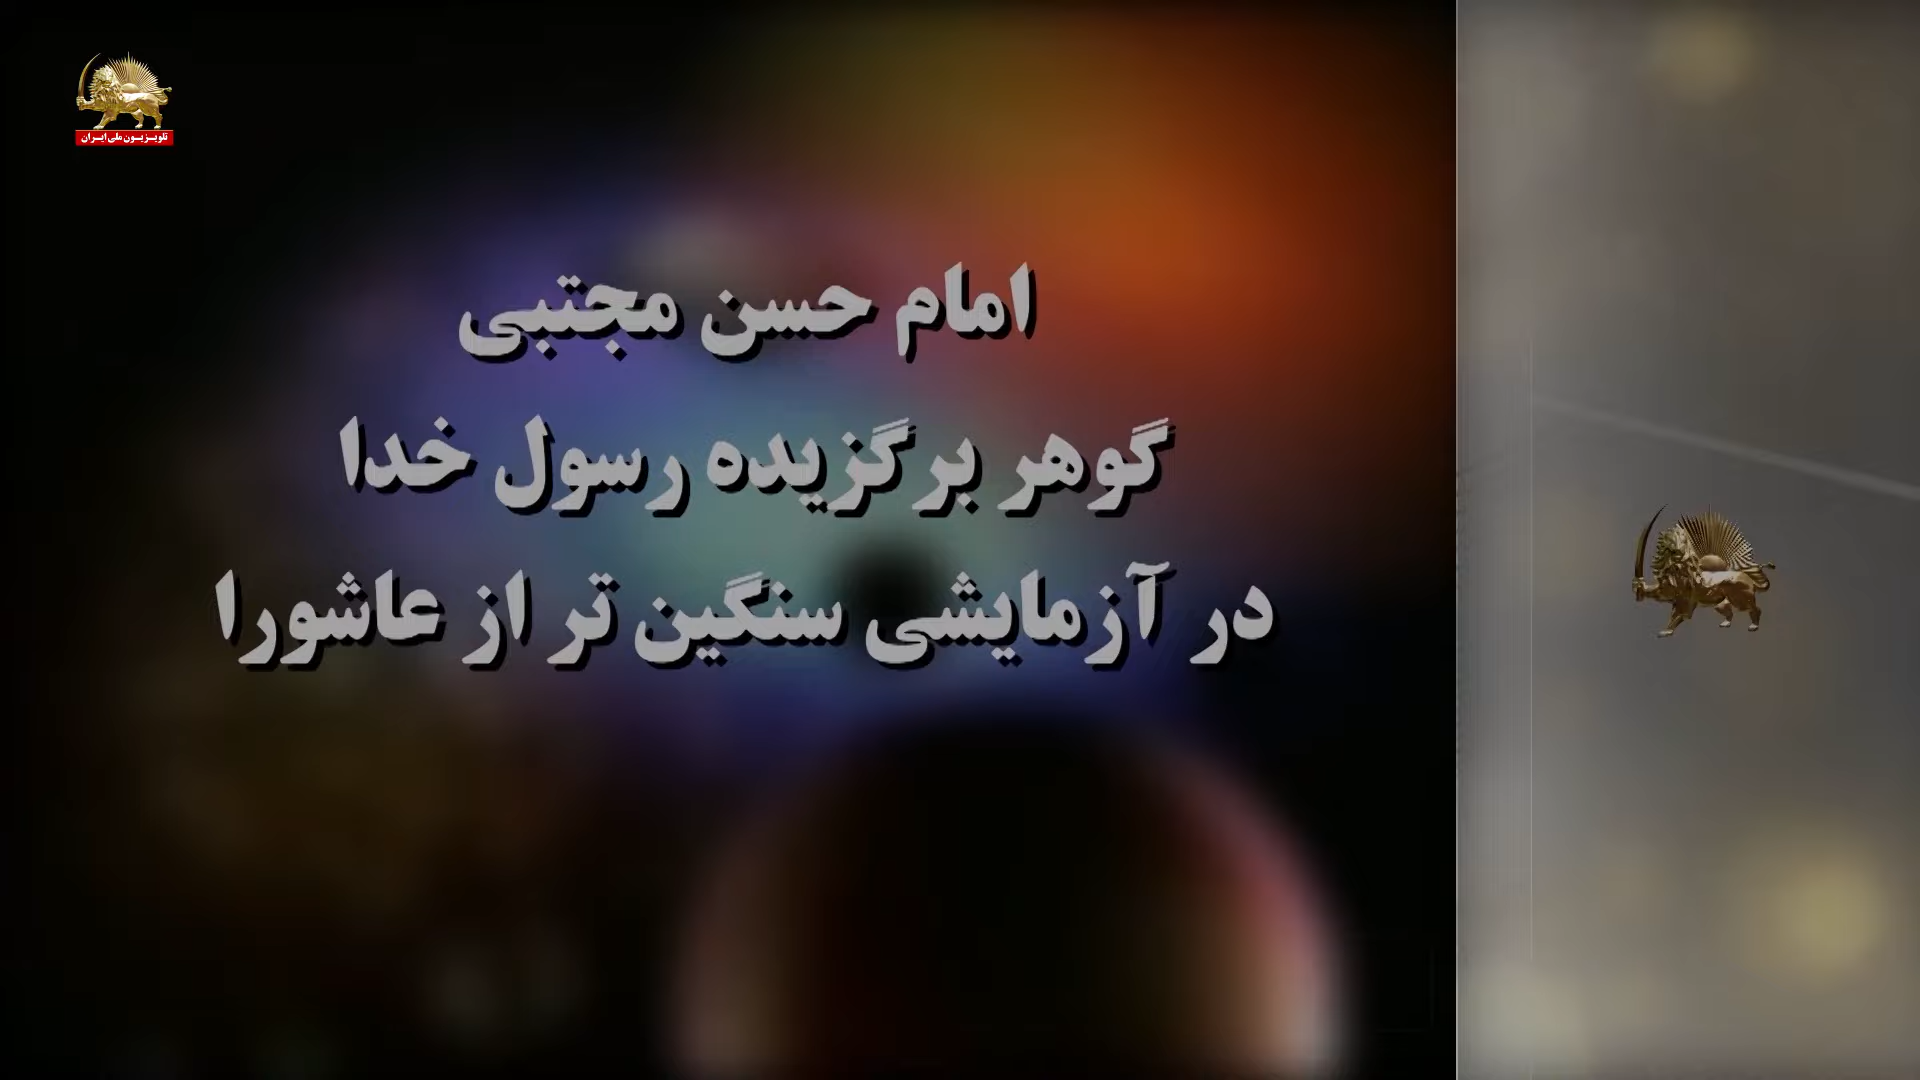 تلویزیون ملی ایران
امام حسن مجتبی
گوهر برگزیده رسول خدا
در آزمایشی سنگین تر از عاشورا